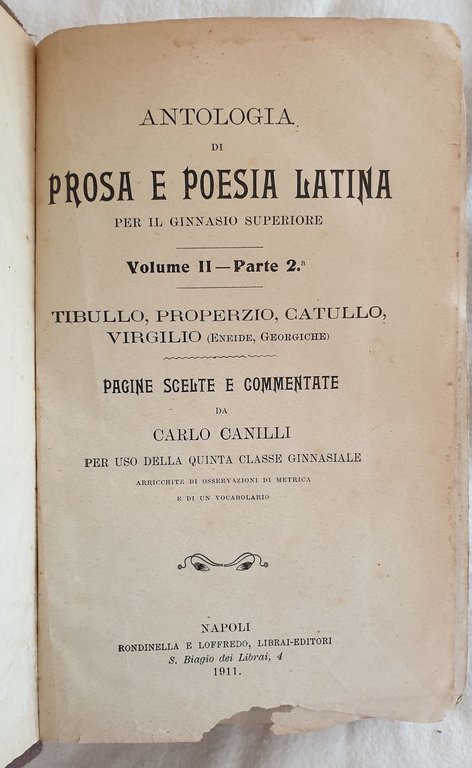 ANTOLOGIA
DI
PROSA E POESIA LATINA
PER IL GINNASIO SUPERIORE
Volume II — Parte 2.ª
TIBULLO, PROPERZIO, CATULLO,
VIRGILIO (ENEIDE, GEORGICHE)
PAGINE SCELTE E COMMENTATE
DA
CARLO CANILLI
PER USO DELLA QUINTA CLASSE GINNASIALE
ARRICCHITE DI OSSERVAZIONI DI METRICA
E DI UN VOCABOLARIO
NAPOLI
RONDINELLA E LOFFREDO, LIBRAI-EDITORI
S. Biagio dei Librai, 4
1911.